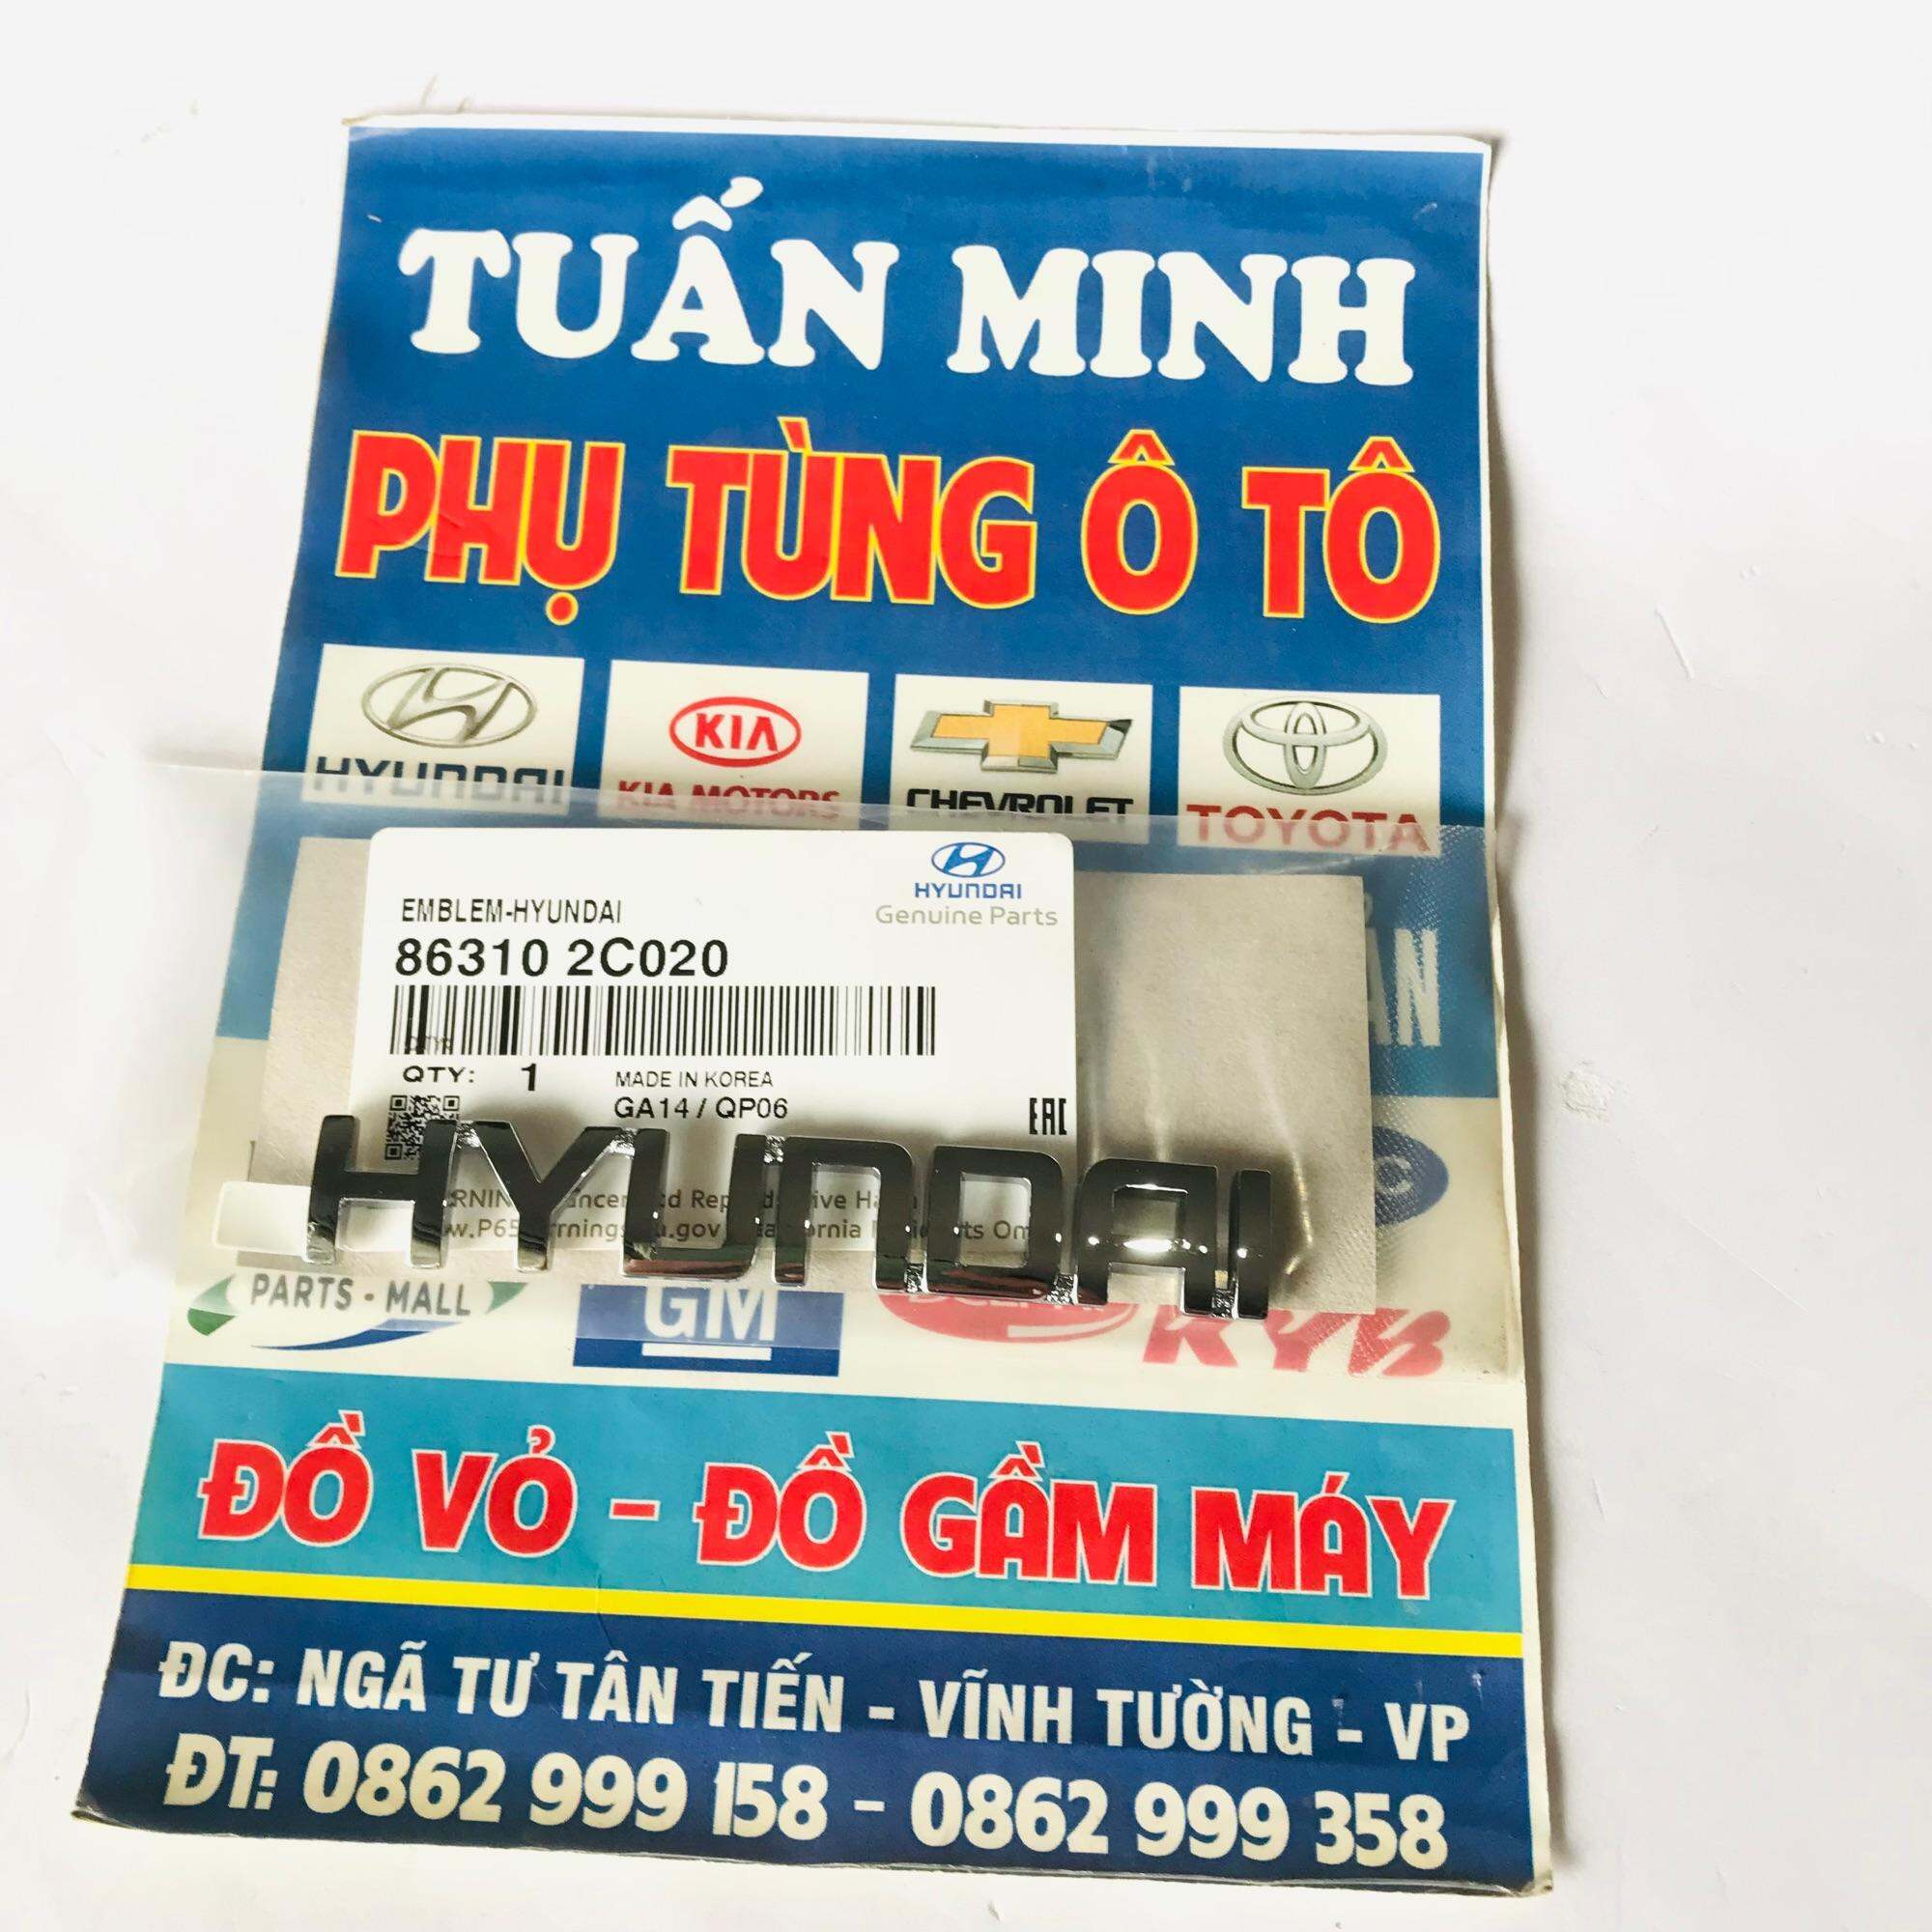 TUẤN MINH
PHỤ TÙNG Ô TÔ
HYUNDAI
KIA
KIA MOTORS
CHEVROLET
TOYOTA
HYUNDAI
Genuine Parts
EMBLEM-HYUNDAI
86310 2C020
QTY: 1
MADE IN KOREA
GA14 / QP06
EAC
HYUNDAI
PARTS - MALL
GM
KYB
ĐỒ VỎ - ĐỒ GẦM MÁY
ĐC: NGÃ TƯ TÂN TIẾN - VĨNH TƯỜNG - VP
ĐT: 0862 999 158 - 0862 999 358